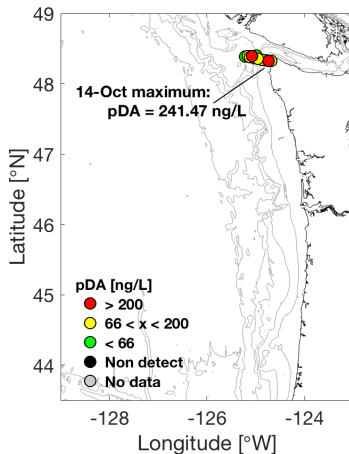 49
48
47
46
45
44
Latitude [°N]
14-Oct maximum:
pDA = 241.47 ng/L
pDA [ng/L]
> 200
66 < x < 200
< 66
Non detect
No data
-128
-126
-124
Longitude [°W]